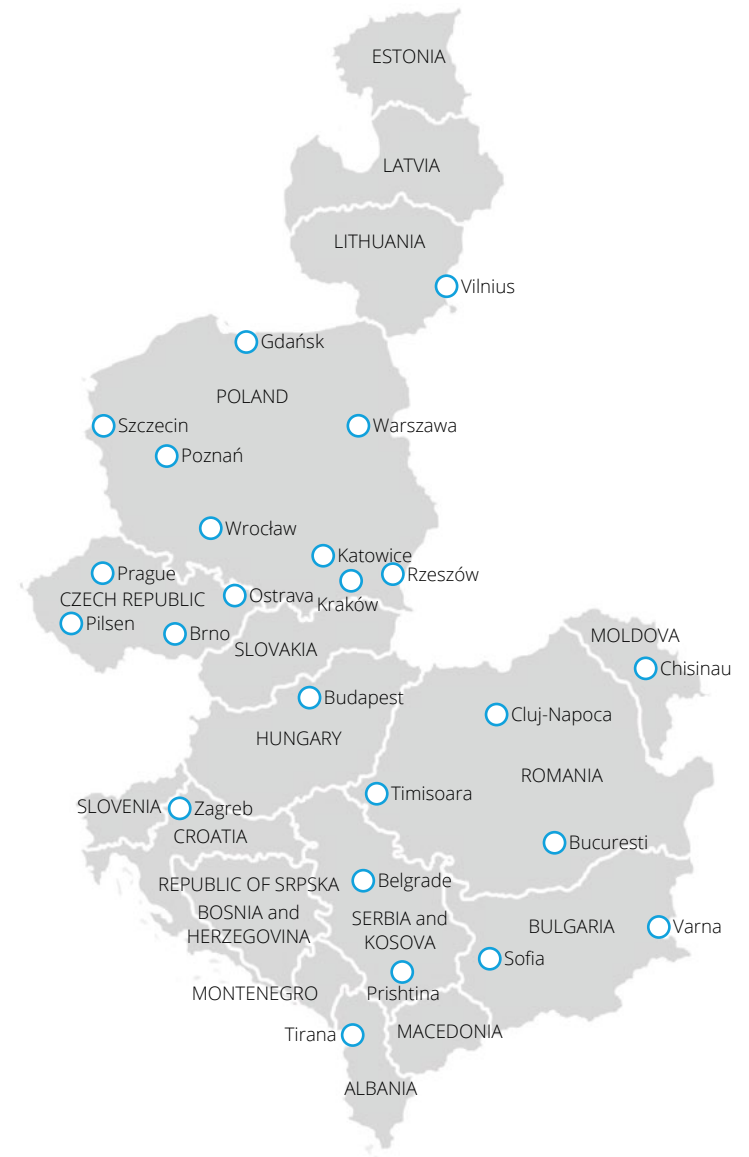 ESTONIA
LATVIA
LITHUANIA
Vilnius
Gdańsk
POLAND
Szczecin
Warszawa
Poznań
Wrocław
Katowice
Prague
Rzeszów
CZECH REPUBLIC
Ostrava
Kraków
Pilsen
Brno
SLOVAKIA
MOLDOVA
Chisinau
Budapest
Cluj-Napoca
HUNGARY
ROMANIA
Timisoara
SLOVENIA
Zagreb
CROATIA
Bucuresti
REPUBLIC OF SRPSKA
Belgrade
BOSNIA and
HERZEGOVINA
SERBIA and
KOSOVA
BULGARIA
Varna
Sofia
MONTENEGRO
Prishtina
Tirana
MACEDONIA
ALBANIA